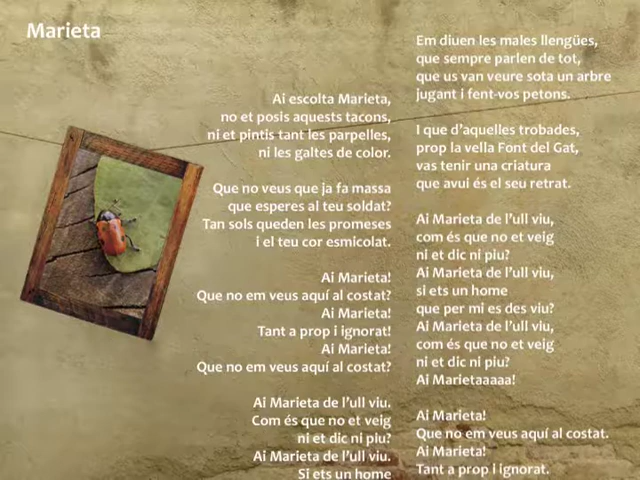 Marieta
Ai escolta Marieta,
no et posis aquests tacons,
ni et pintis tant les parpelles,
ni les galtes de color.
Que no veus que ja fa massa
que esperes al teu soldat?
Tan sols queden les promeses
i el teu cor esmicolat.
Ai Marieta!
Que no em veus aquí al costat?
Ai Marieta!
Tant a prop i ignorat!
Ai Marieta!
Que no em veus aquí al costat?
Ai Marieta de l'ull viu.
Com és que no et veig
ni et dic ni piu?
Ai Marieta de l'ull viu.
Si ets un home
Em diuen les males llengües,
que sempre parlen de tot,
que us van veure sota un arbre
jugant i fent-vos petons.
I que d'aquelles trobades,
prop la vella Font del Gat,
vas tenir una criatura
que avui és el seu retrat.
Ai Marieta de l'ull viu,
com és que no et veig
ni et dic ni piu?
Ai Marieta de l'ull viu,
si ets un home
que per mi es des viu?
Ai Marieta de l'ull viu,
com és que no et veig
ni et dic ni piu?
Ai Marietaaaaa!
Ai Marieta!
Que no em veus aquí al costat.
Ai Marieta!
Tant a prop i ignorat.